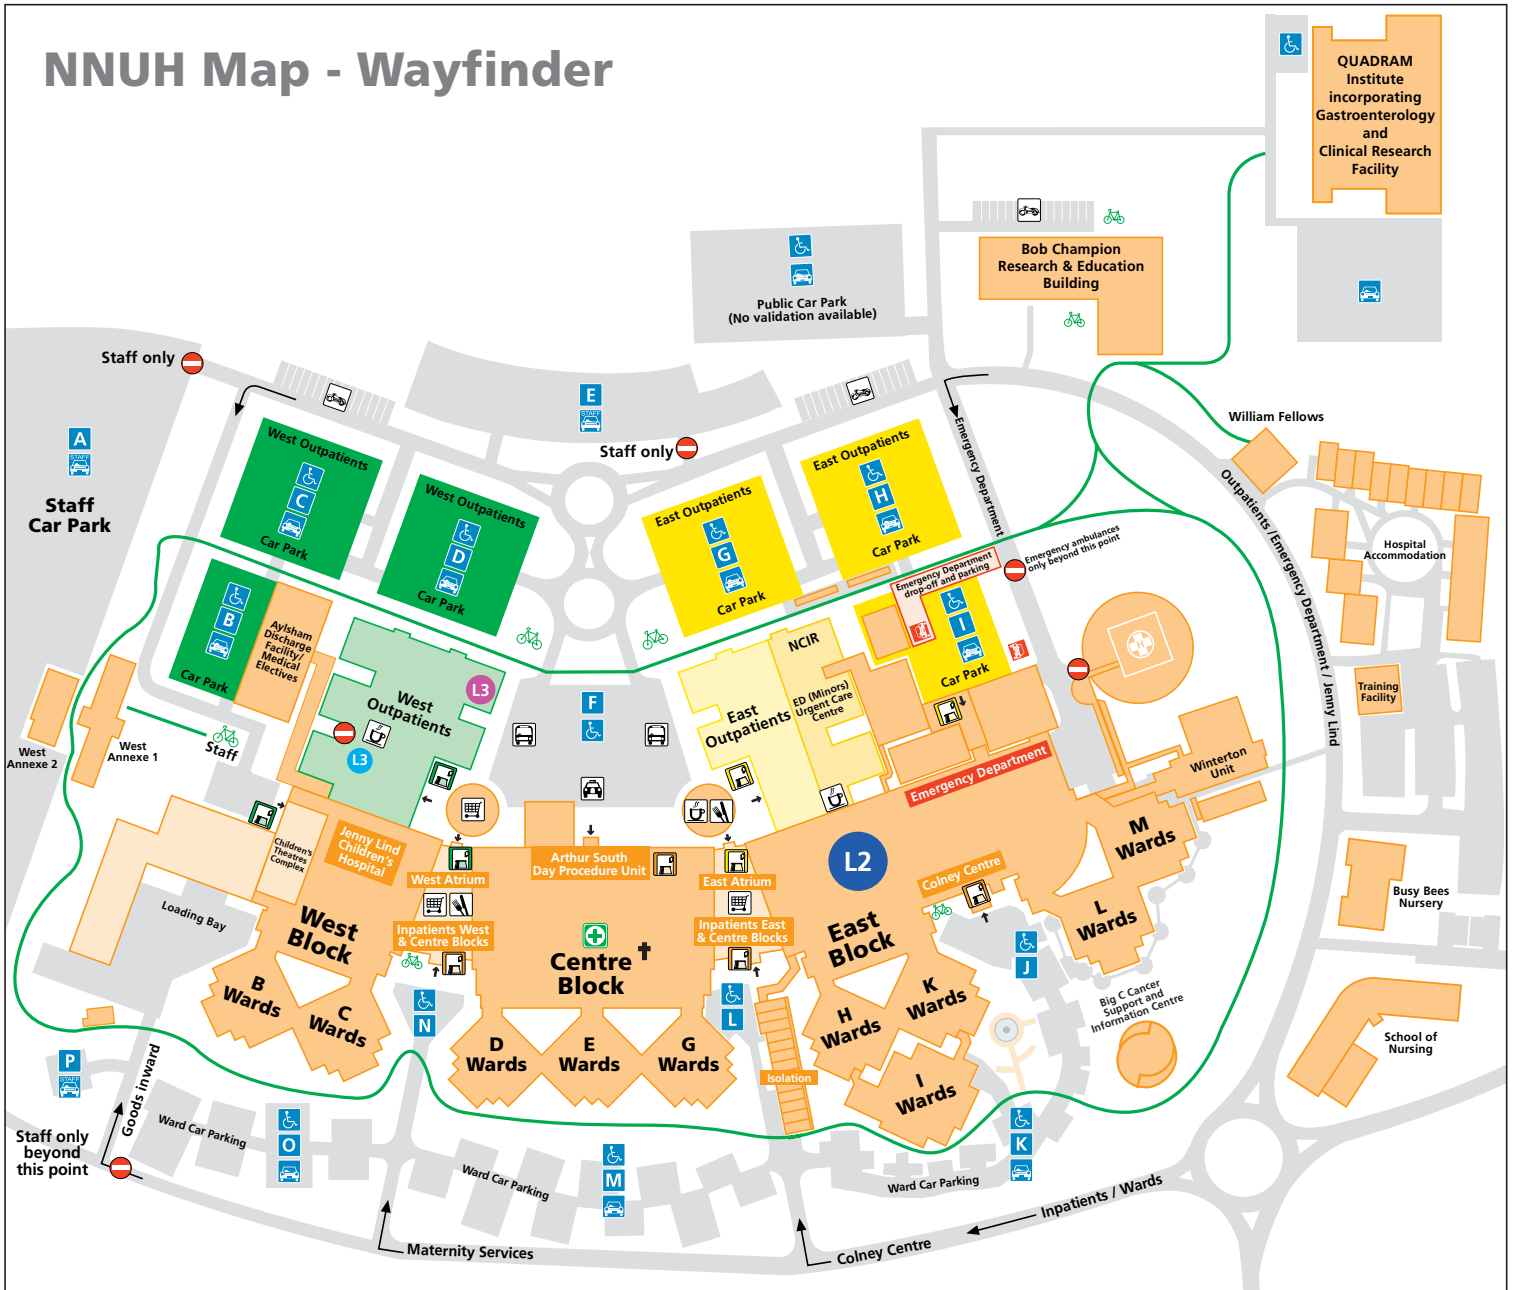 NNUH Map - Wayfinder
QUADRAM
Institute
incorporating
Gastroenterology
and
Clinical Research
Facility
Bob Champion
Research & Education
Building
Public Car Park
(No validation available)
Staff only
E
STAFF
Staff only
A
STAFF
Staff
Car Park
West Outpatients
C
Car Park
West Outpatients
D
Car Park
East Outpatients
G
Car Park
East Outpatients
H
Car Park
Emergency Department
William Fellows
Outpatients /Emergency Department / Jenny Lind
Hospital
Accommodation
Emergency ambulances
only beyond this point
Emergency Department
drop-off and parking
I
Car Park
B
Car Park
Aylsham
Discharge
Facility/
Medical
Electives
West
Outpatients
L3
L3
F
NCIR
East
Outpatients
ED (Minors)
Urgent Care
Centre
Emergency Department
Training
Facility
Winterton
Unit
West
Annexe 2
West
Annexe 1
Staff
Children's
Theatres
Complex
Jenny Lind
Children's
Hospital
West Atrium
Arthur South
Day Procedure Unit
East Atrium
L2
Colney Centre
M
Wards
L
Wards
Busy Bees
Nursery
Loading Bay
West
Block
Inpatients West
& Centre Blocks
Centre
Block
Inpatients East
& Centre Blocks
East
Block
J
B
Wards
C
Wards
N
L
H
Wards
K
Wards
Big C Cancer
Support and
Information Centre
School of
Nursing
D
Wards
E
Wards
G
Wards
Isolation
I
Wards
P
STAFF
Goods inward
Staff only
beyond
this point
Ward Car Parking
O
Ward Car Parking
M
Ward Car Parking
K
Maternity Services
Colney Centre
Inpatients / Wards